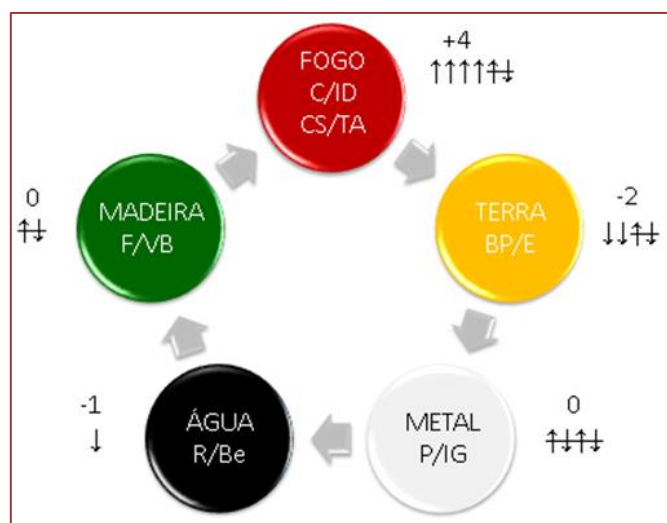 +4
FOGO
C/ID
CS/TA
↑↑↑↑↑↓
0
MADEIRA
F/VB
↑↓
-2
TERRA
BP/E
↓↓↑↓
-1
ÁGUA
R/Be
↓
0
METAL
P/IG
↑↓↑↓